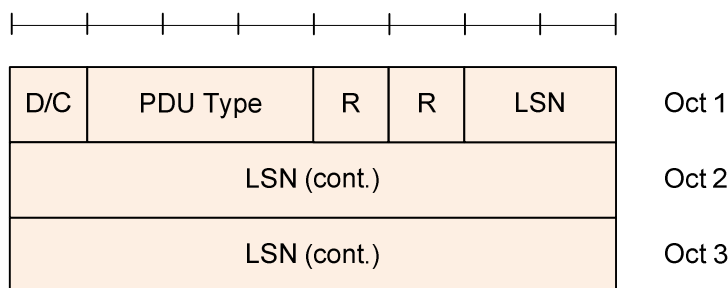 D/C PDU Type R R LSN Oct 1
LSN (cont.) Oct 2
LSN (cont.) Oct 3